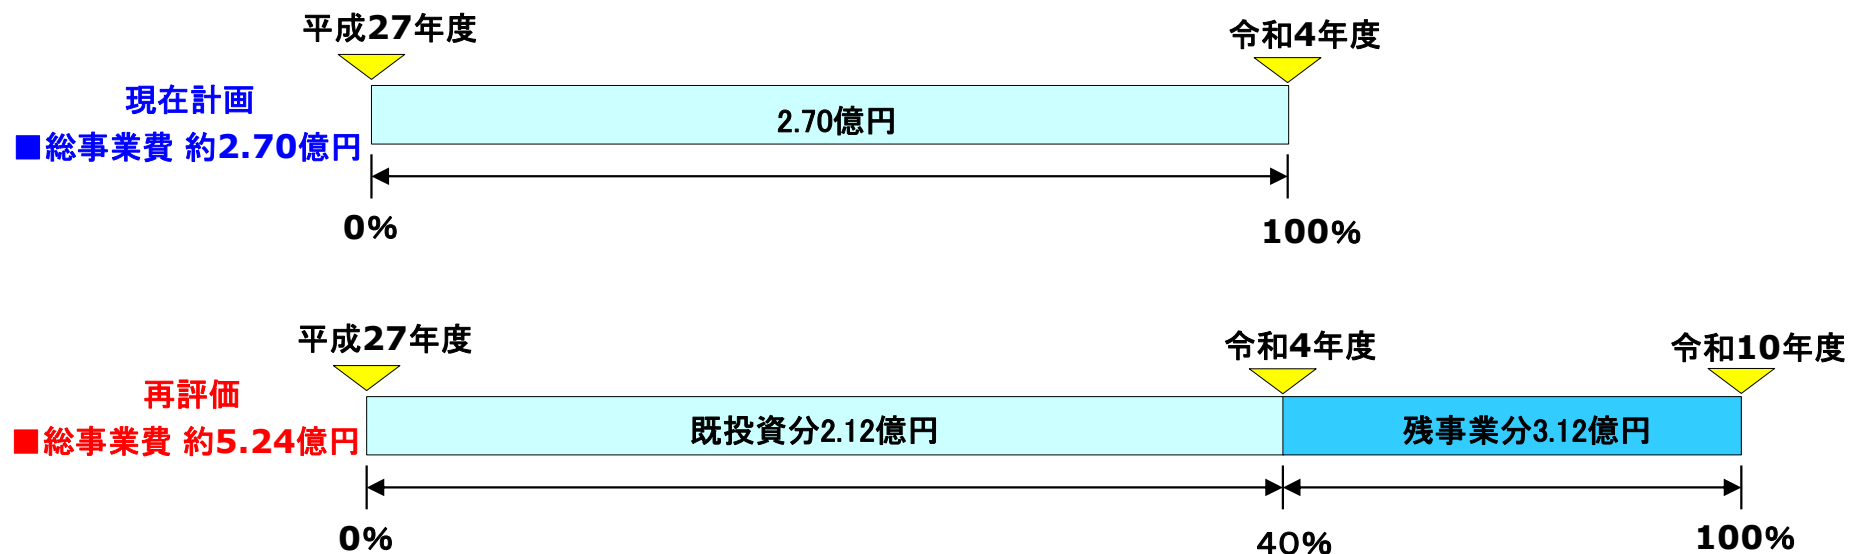 平成27年度
令和4年度
現在計画
■総事業費 約2.70億円
2.70億円
0%
100%
平成27年度
令和4年度
令和10年度
再評価
■総事業費 約5.24億円
既投資分2.12億円
残事業分3.12億円
0%
40%
100%